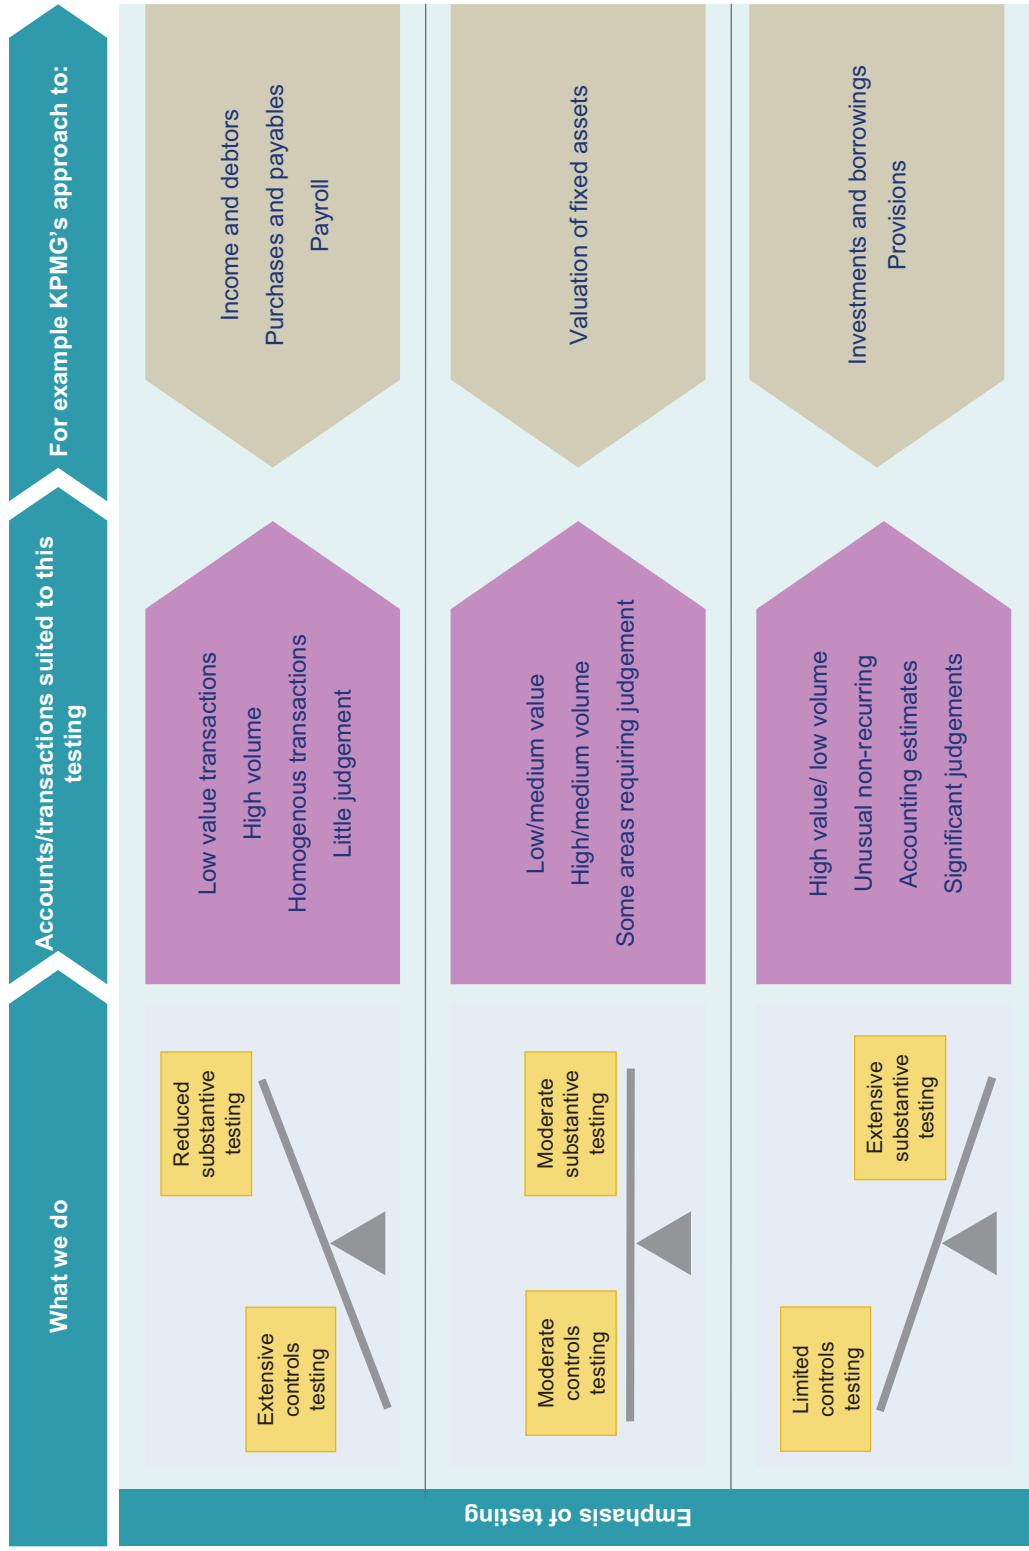 What we do
Accounts/transactions suited to this
testing
For example KPMG's approach to:
Emphasis of testing
Extensive
controls
testing
Reduced
substantive
testing
Low value transactions
High volume
Homogenous transactions
Little judgement
Income and debtors
Purchases and payables
Payroll
Moderate
controls
testing
Moderate
substantive
testing
Low/medium value
High/medium volume
Some areas requiring judgement
Valuation of fixed assets
Limited
controls
testing
Extensive
substantive
testing
High value/ low volume
Unusual non-recurring
Accounting estimates
Significant judgements
Investments and borrowings
Provisions